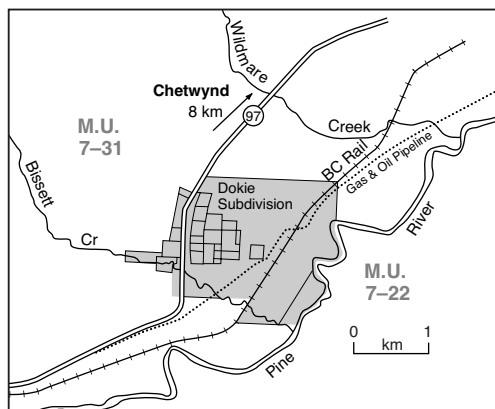 Wildmare
Chetwynd
8 km
97
M.U.
7–31
Creek
BC Rail
Gas & Oil Pipeline
Bissett
Cr
Dokie
Subdivision
River
M.U.
7–22
Pine
0 1
km